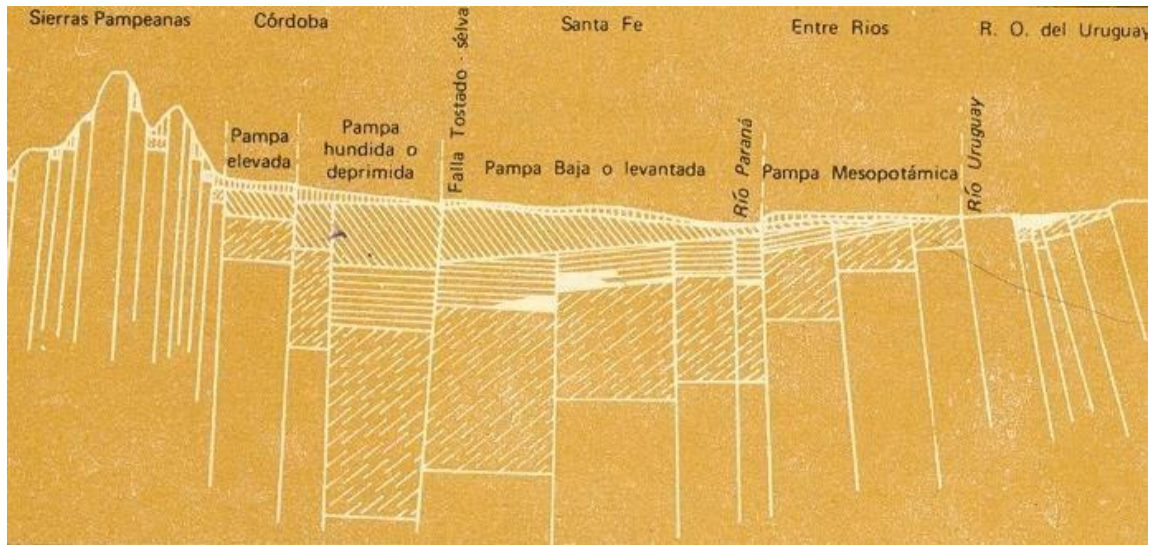 Sierras Pampeanas
Córdoba
Santa Fe
Entre Rios
R. O. del Uruguay
Pampa
elevada
Pampa
hundida o
deprimida
Falla Tostado - sélva
Pampa Baja o levantada
Río Paraná
Pampa Mesopotámica
Río Uruguay